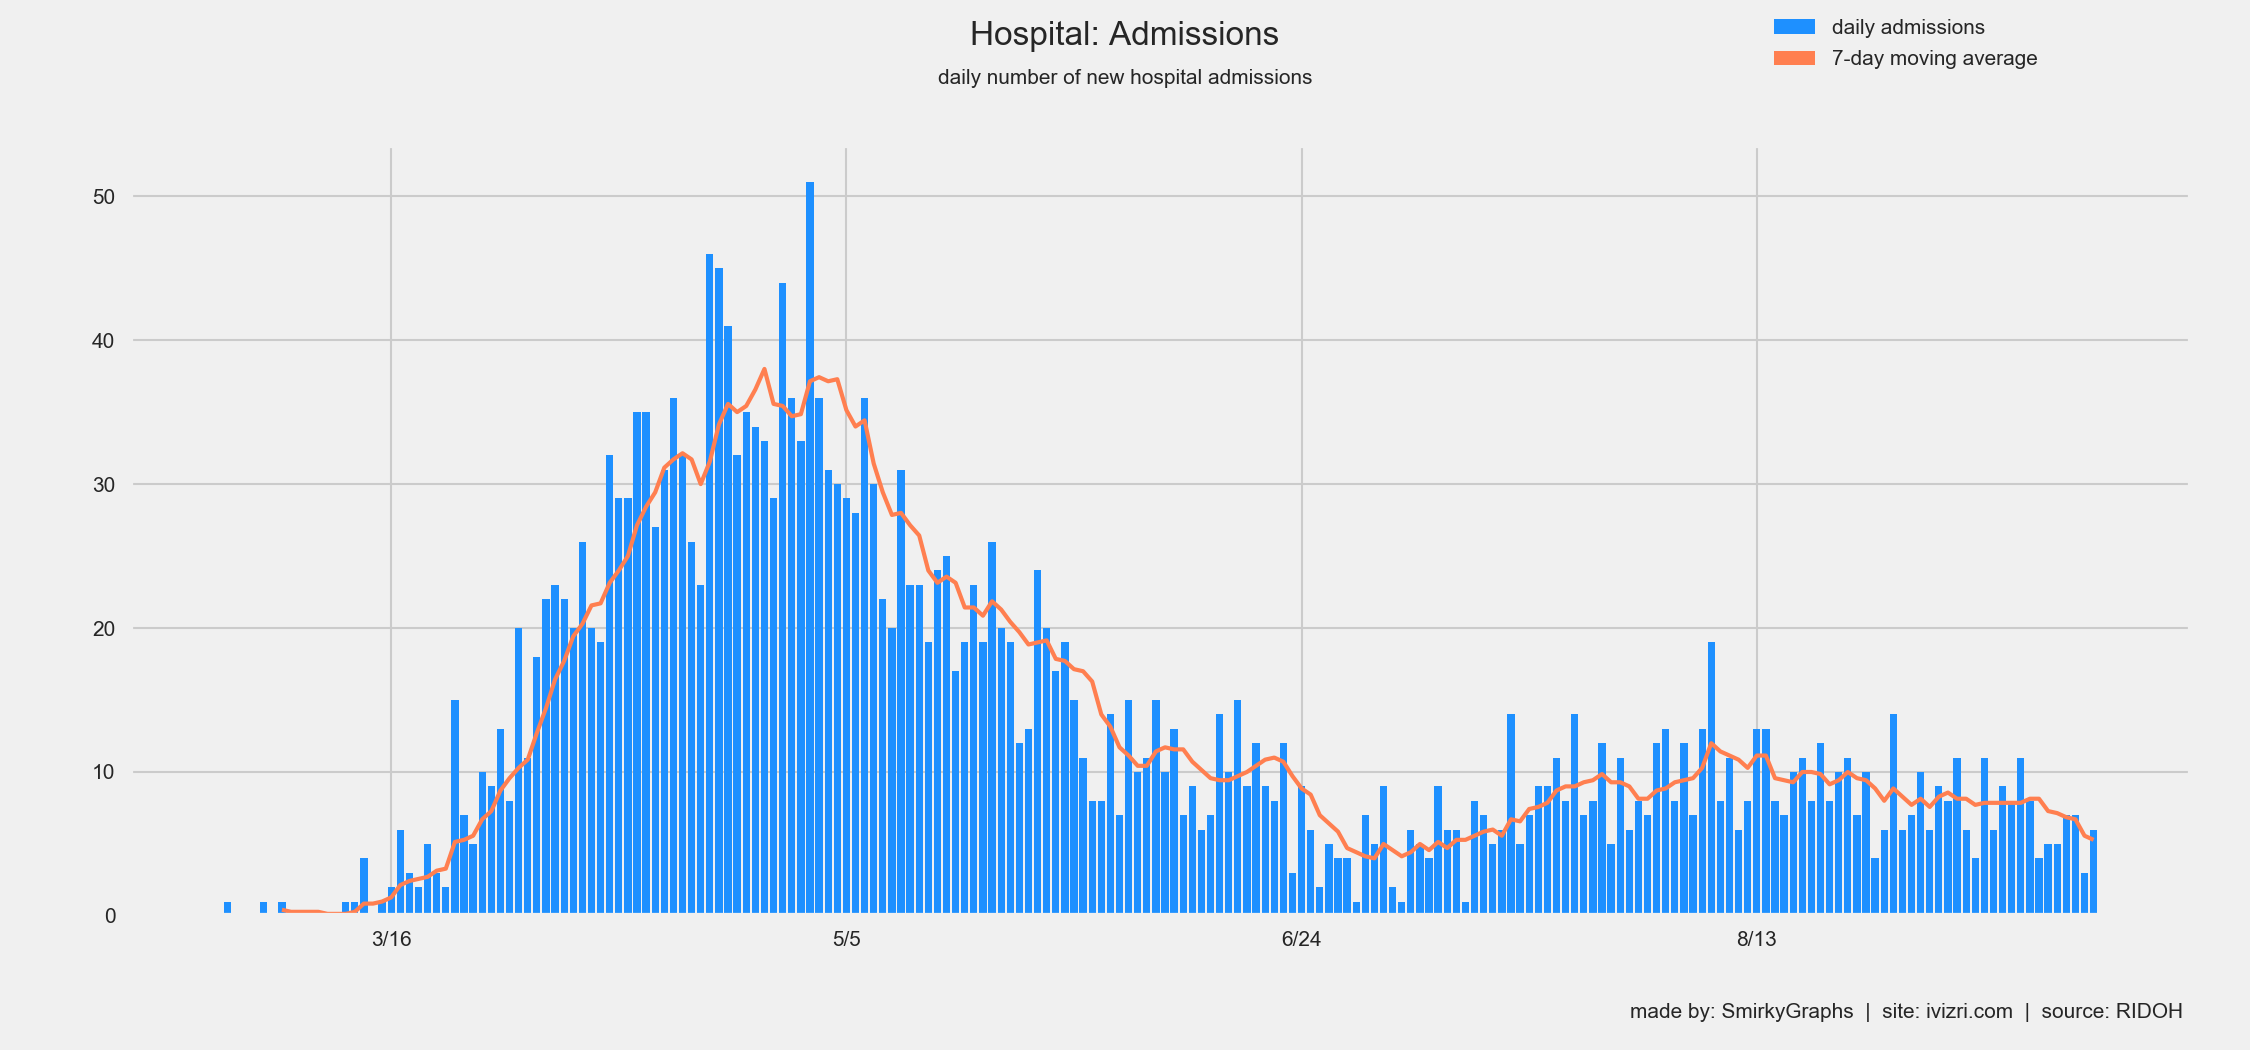 Hospital: Admissions
daily number of new hospital admissions
daily admissions
7-day moving average
50
40
30
20
10
0
3/16 5/5 6/24 8/13
made by: SmirkyGraphs | site: ivizri.com | source: RIDOH